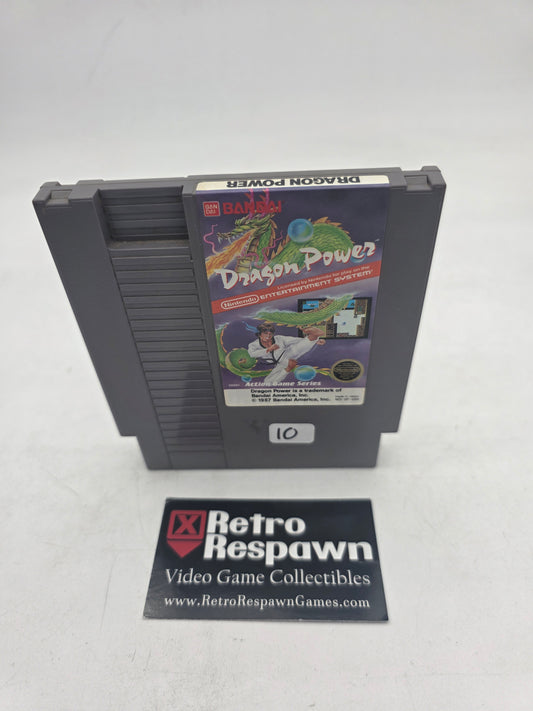 DRAGON POWER
BAN DAI BANDAI
Dragon Power
Licensed by Nintendo for play on the
Nintendo ENTERTAINMENT SYSTEM
Action Game Series
Dragon Power is a trademark of
Bandai America, Inc.
© 1987 Bandai America, Inc.
10
X Retro
Respawn
Video Game Collectibles
www.RetroRespawnGames.com